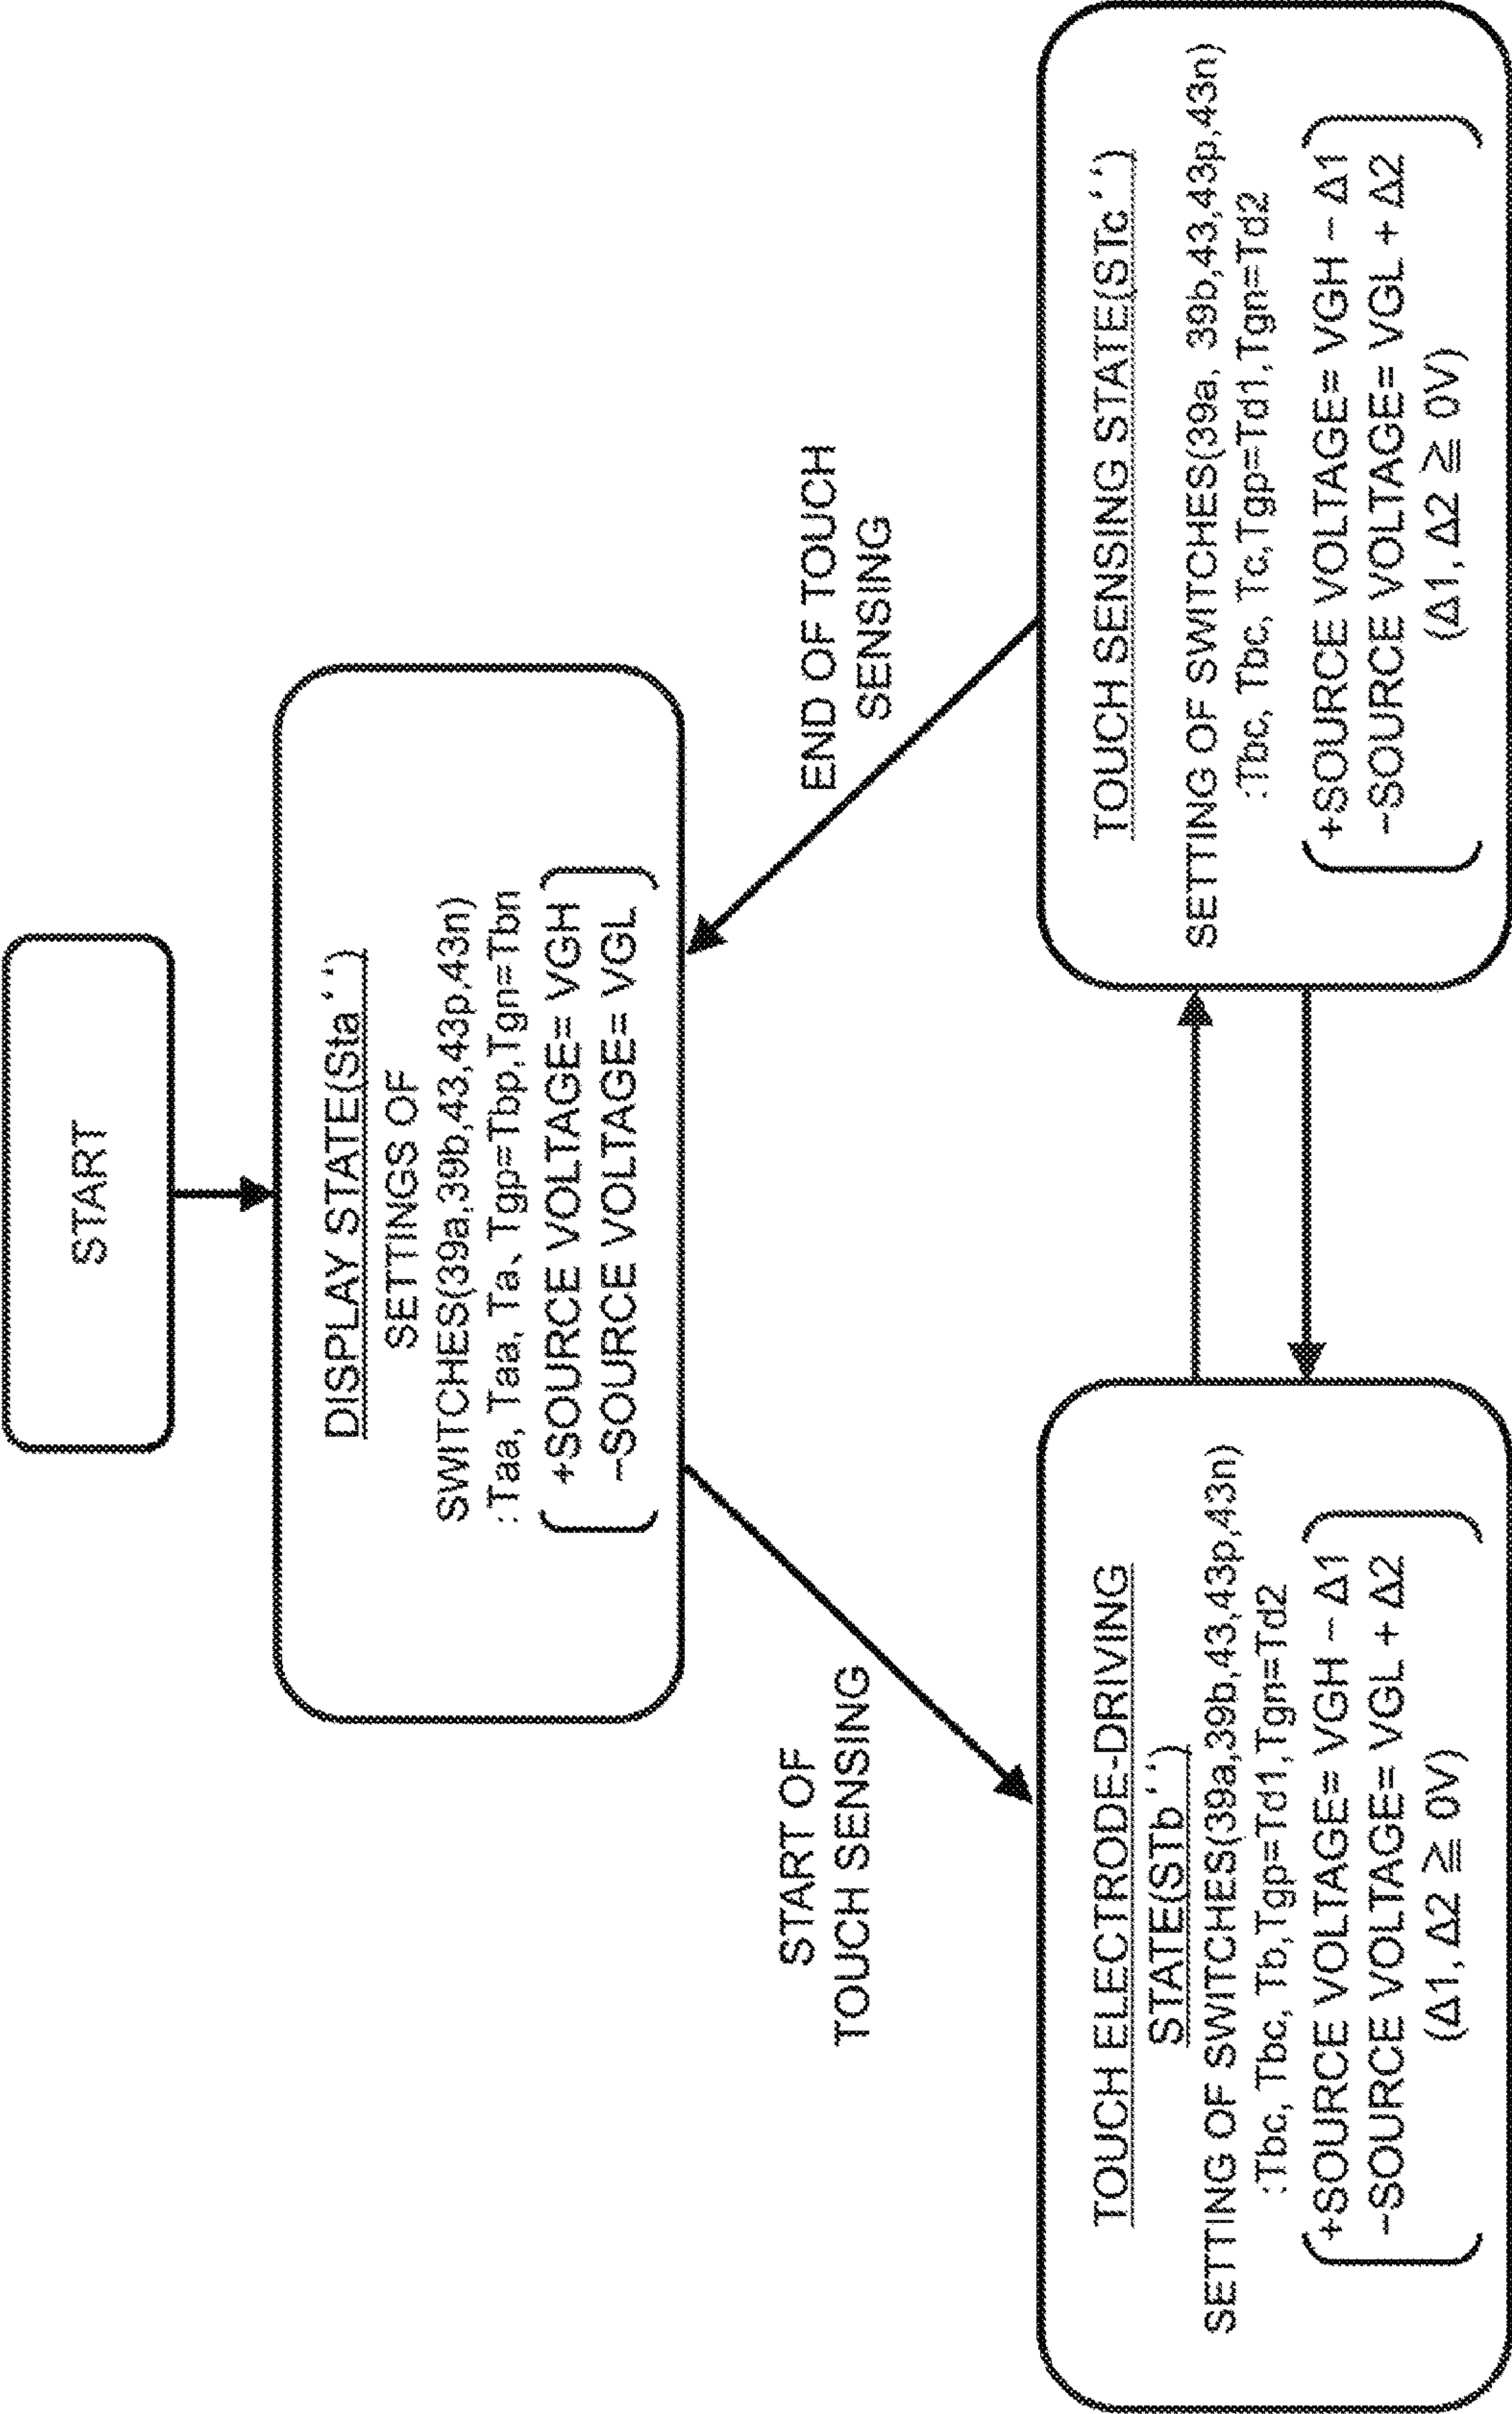 START
DISPLAY STATE(Sta‘‘)
SETTINGS OF
SWITCHES(39a,39b,43,43p,43n)
:Taa, Taa, Ta、Tgp=Tbp,Tgn=Tbn
+SOURCE VOLTAGE= VGH
−SOURCE VOLTAGE= VGL
START OF
TOUCH SENSING
END OF TOUCH
SENSING
TOUCH ELECTRODE-DRIVING
STATE(STb‘‘)
SETTING OF SWITCHES(39a,39b,43,43p,43n)
:Tbc, Tbc, Tb,Tgp=Td1,Tgn=Td2
+SOURCE VOLTAGE= VGH − Δ1
−SOURCE VOLTAGE= VGL + Δ2
(Δ1, Δ2 ≧ 0V)
TOUCH SENSING STATE(STc‘‘)
SETTING OF SWITCHES(39a, 39b,43,43p,43n)
:Tbc, Tbc, Tc,Tgp=Td1,Tgn=Td2
+SOURCE VOLTAGE= VGH − Δ1
−SOURCE VOLTAGE= VGL + Δ2
(Δ1, Δ2 ≧ 0V)